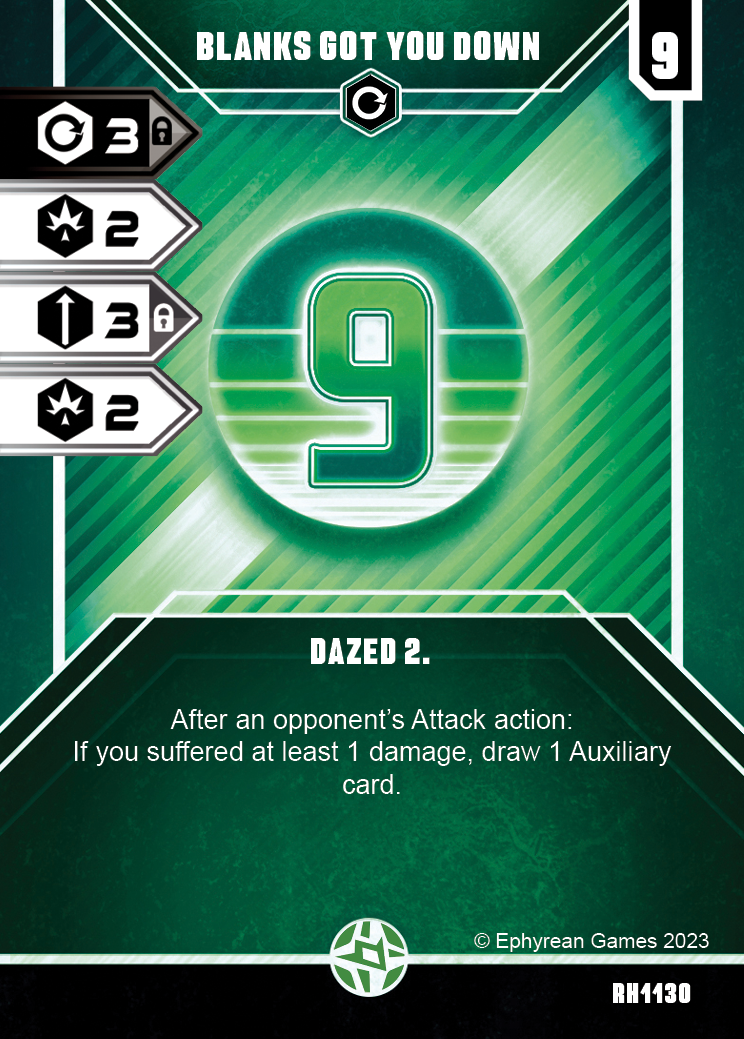 BLANKS GOT YOU DOWN
9
3
2
3
2
9
DAZED 2.
After an opponent's Attack action:
If you suffered at least 1 damage, draw 1 Auxiliary
card.
© Ephyrean Games 2023
RH1130